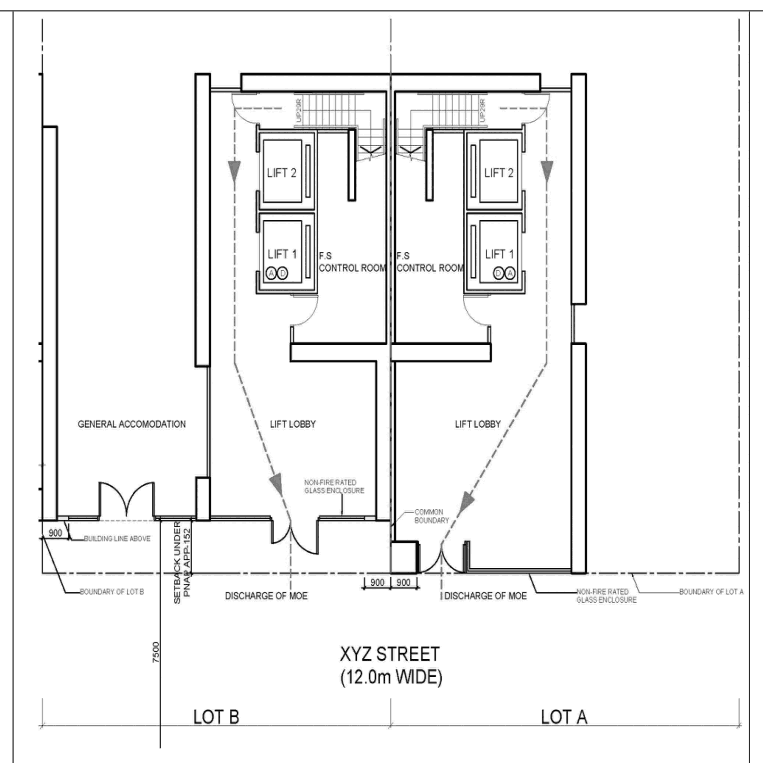 UP29R
UP29R
LIFT 2
LIFT 2
LIFT 1
A D
F.S
CONTROL ROOM
F.S
CONTROL ROOM
LIFT 1
D A
GENERAL ACCOMODATION
LIFT LOBBY
LIFT LOBBY
NON-FIRE RATED
GLASS ENCLOSURE
COMMON
BOUNDARY
900
BUILDING LINE ABOVE
SETBACK UNDER
PNAP APP-152
900
900
BOUNDARY OF LOT B
DISCHARGE OF MOE
DISCHARGE OF MOE
NON-FIRE RATED
GLASS ENCLOSURE
BOUNDARY OF LOT A
7500
XYZ STREET
(12.0m WIDE)
LOT B
LOT A